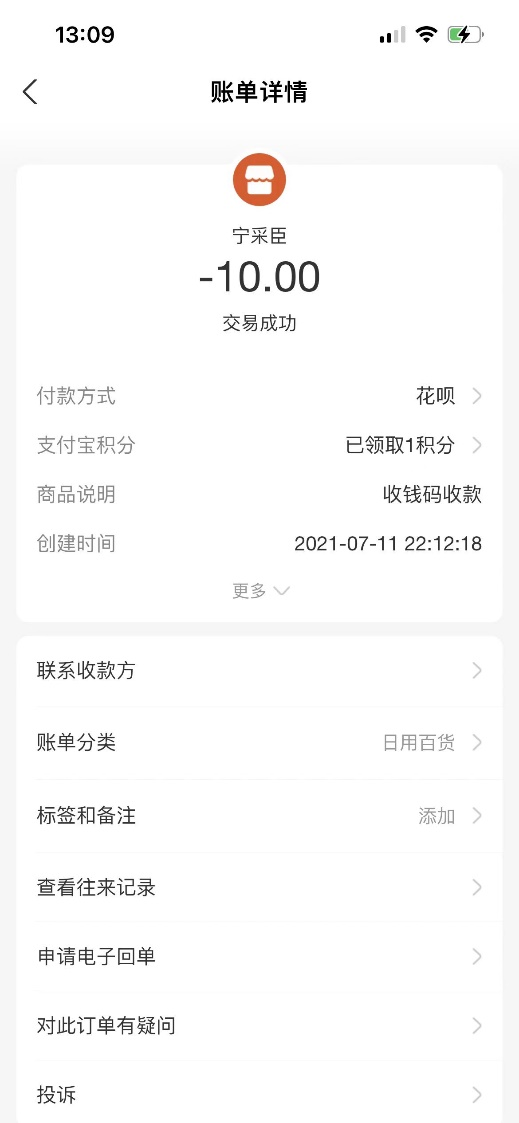 13:09
账单详情
宁采臣
-10.00
交易成功
付款方式 花呗
支付宝积分 已领取1积分
商品说明 收钱码收款
创建时间 2021-07-11 22:12:18
更多
联系收款方
账单分类 日用百货
标签和备注 添加
查看往来记录
申请电子回单
对此订单有疑问
投诉